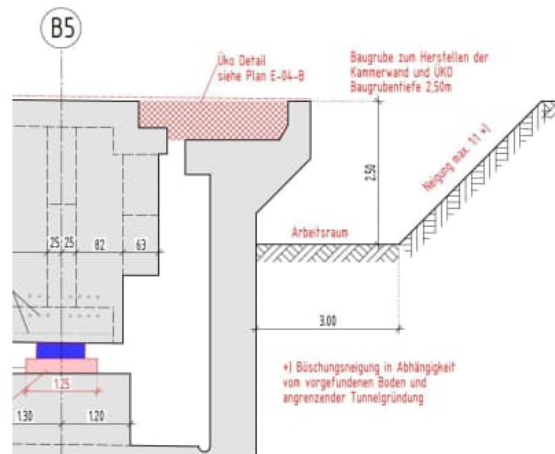 B5
Üko Detail
siehe Plan E-04-B
Baugrube zum Herstellen der
Kammerwand und ÜKO
Baugrubentiefe 2,50m
Neigung max. 1:1 *)
2.50
Arbeitsraum
25 25 82 63
3.00
*) Böschungsneigung in Abhängigkeit
vom vorgefundenen Boden und
angrenzender Tunnelgründung
1.25
1.30 1.20